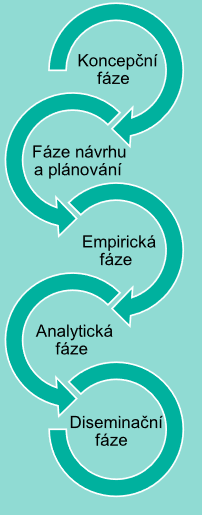 Koncepční
fáze
Fáze návrhu
a plánování
Empirická
fáze
Analytická
fáze
Diseminační
fáze